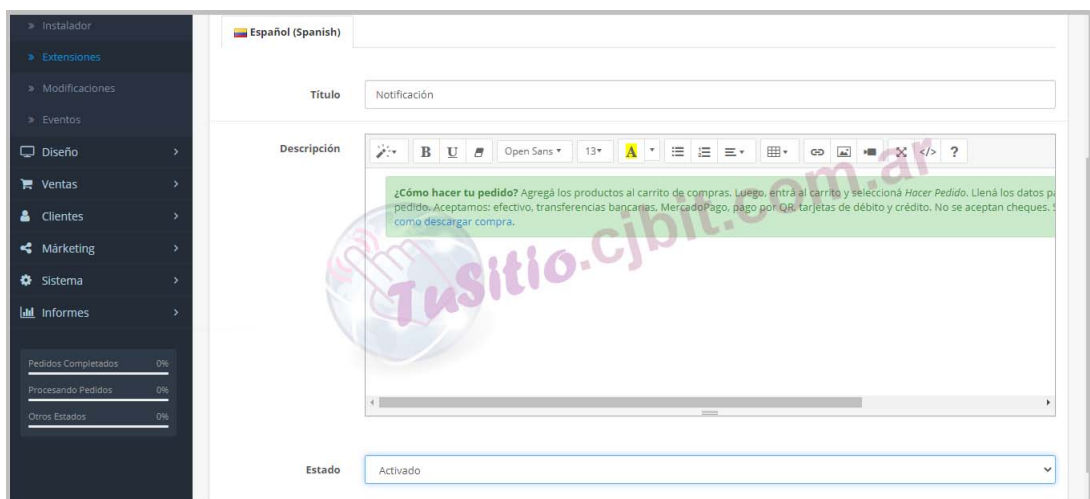 Instalador
Extensiones
Modificaciones
Eventos
Diseño
Ventas
Clientes
Márketing
Sistema
Informes
Pedidos Completados 0%
Procesando Pedidos 0%
Otros Estados 0%
Español (Spanish)
Título Notificación
Descripción
B U Open Sans 13 A </> ?
¿Cómo hacer tu pedido? Agregá los productos al carrito de compras. Luego, entrá al carrito y seleccioná Hacer Pedido. Llená los datos pa
pedido. Aceptamos: efectivo, transferencias bancarias, MercadoPago, pago por QR, tarjetas de débito y crédito. No se aceptan cheques. S
como descargar compra.
TuSitio.cjbit.com.ar
Estado Activado